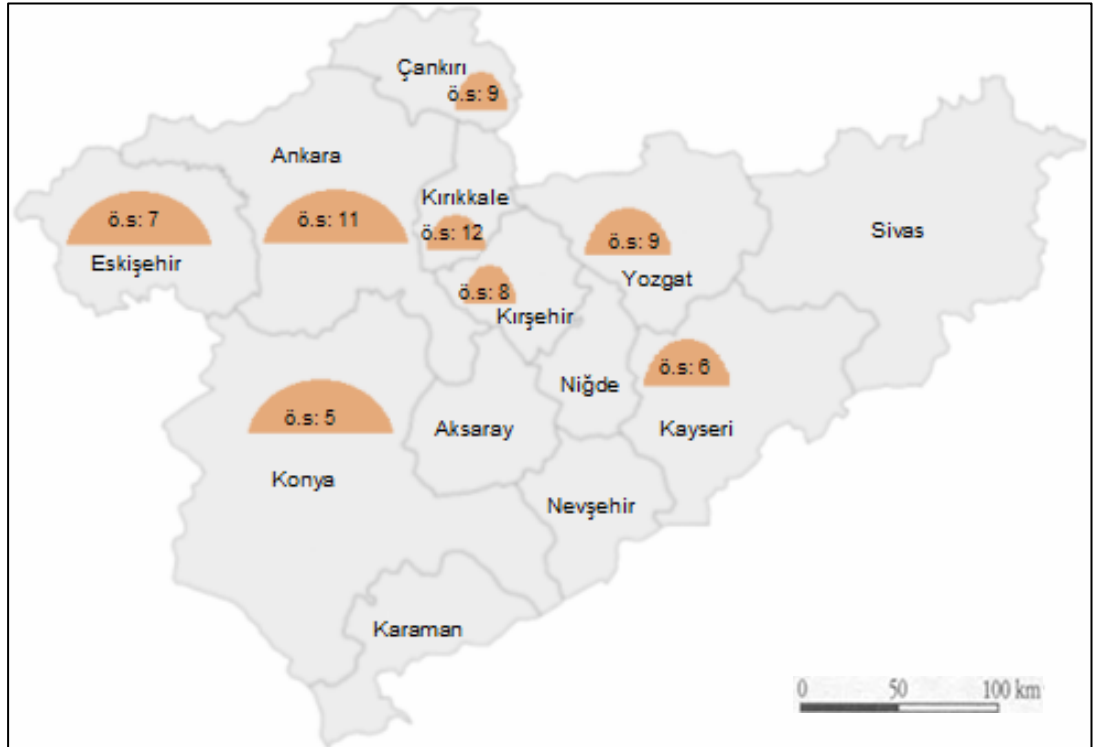 Çankırı
ö.s: 9
Ankara
Kırıkkale
ö.s: 7
ö.s: 11
ö.s: 12
ö.s: 9
Sivas
Eskişehir
Yozgat
ö.s: 8
Kırşehir
ö.s: 6
Niğde
ö.s: 5
Aksaray
Kayseri
Konya
Nevşehir
Karaman
0 50 100 km